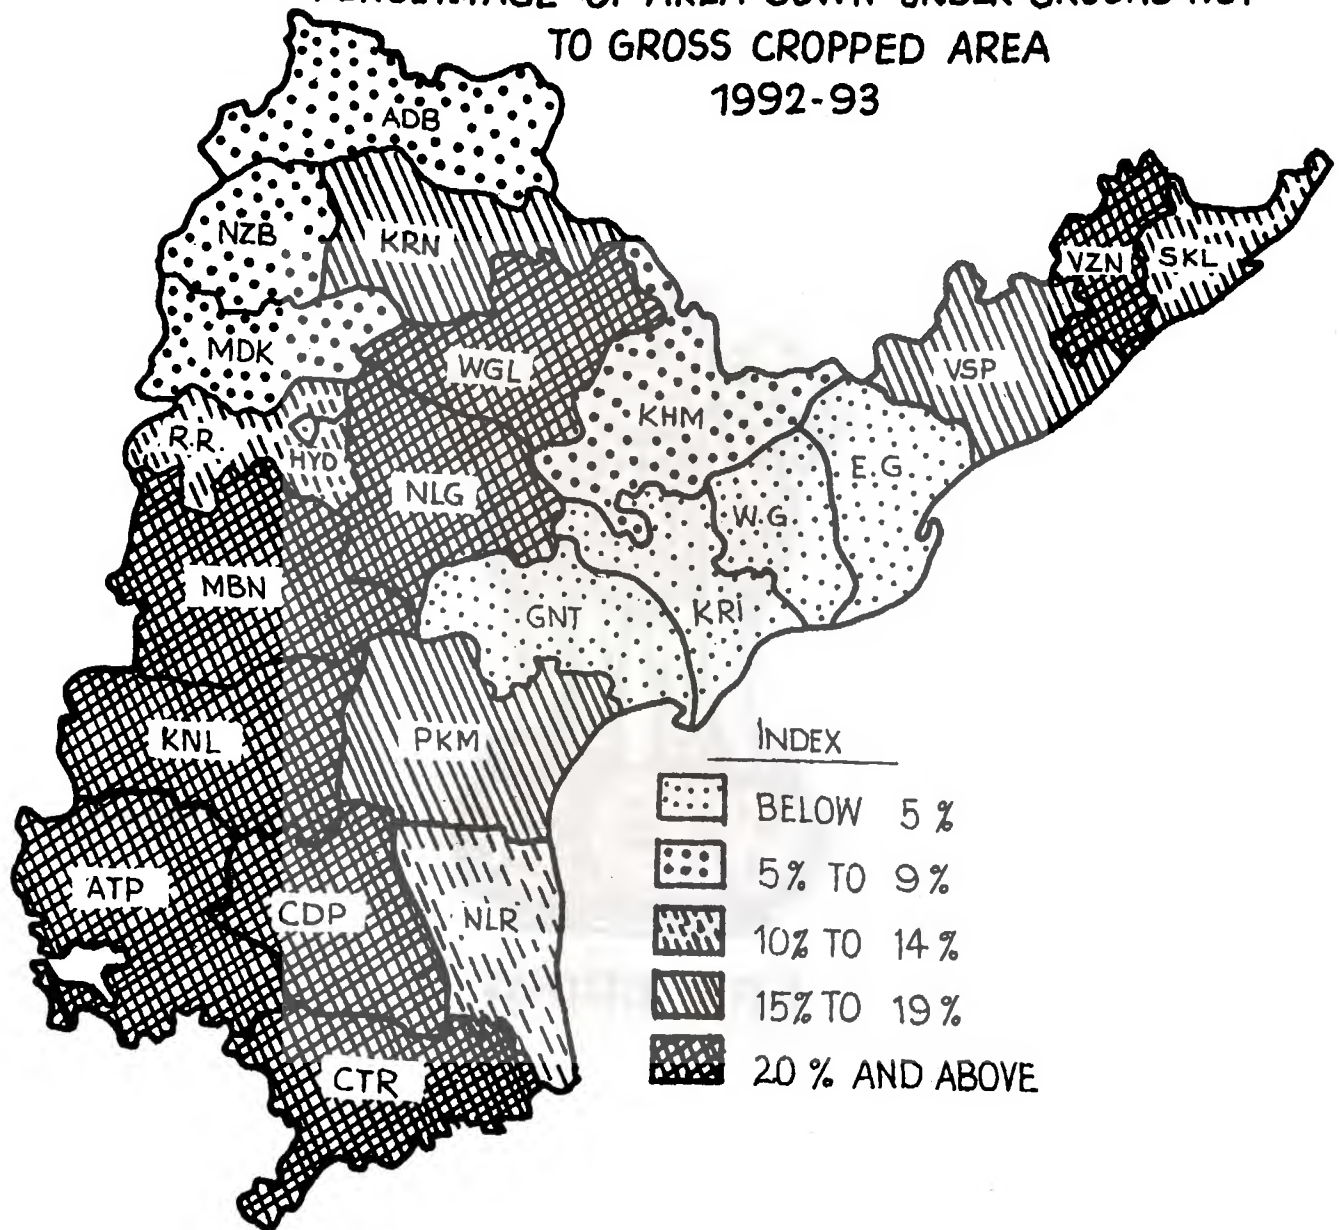 TO GROSS CROPPED AREA
1992-93
ADB
NZB
KRN
MDK
WGL
VZN
SKL
VSP
KHM
R.R.
HYD
NLG
E.G.
W.G.
MBN
GNT
KRI
KNL
PKM
ATP
CDP
NLR
CTR
INDEX
BELOW 5 %
5% TO 9%
10% TO 14 %
15% TO 19 %
20 % AND ABOVE